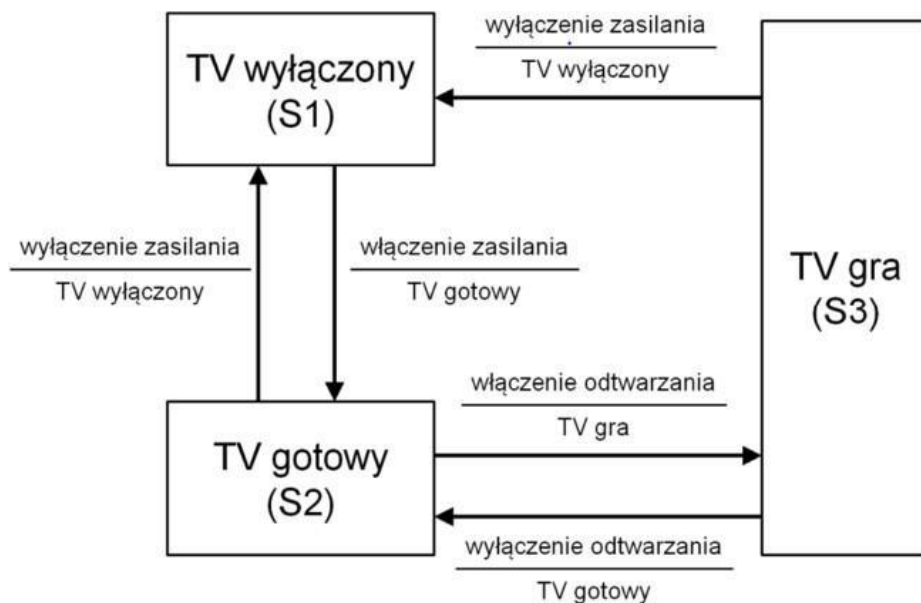 TV wyłączony
(S1)
wyłączenie zasilania
TV wyłączony
wyłączenie zasilania
TV wyłączony
włączenie zasilania
TV gotowy
TV gra
(S3)
włączenie odtwarzania
TV gra
TV gotowy
(S2)
wyłączenie odtwarzania
TV gotowy